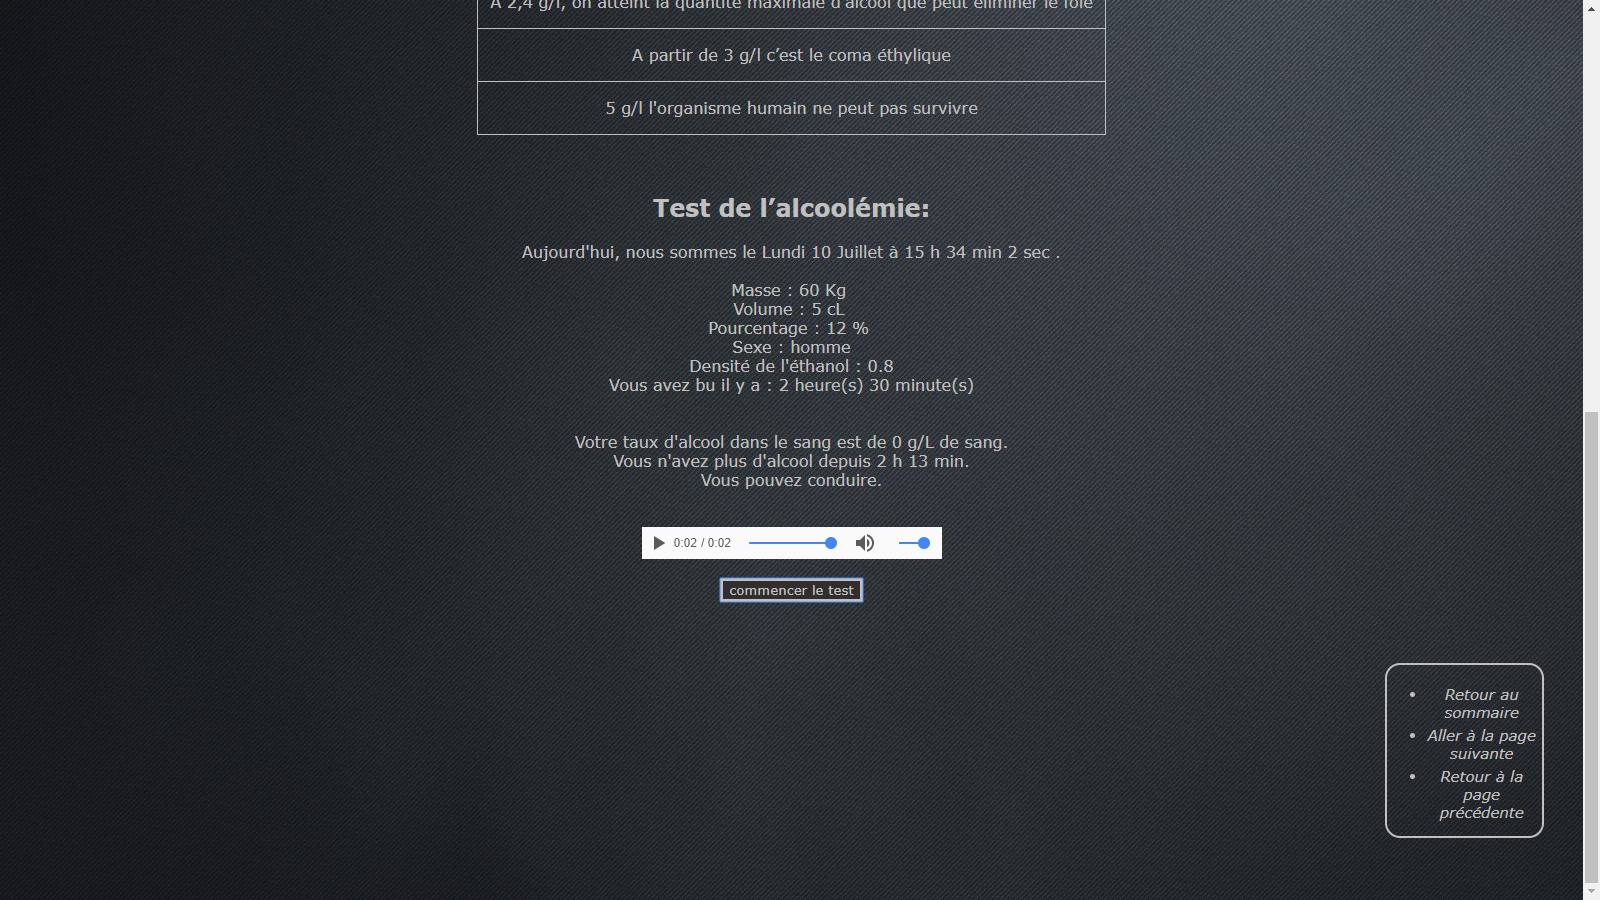 A 2,4 g/l, on atteint la quantité maximale d'alcool que peut éliminer le foie
A partir de 3 g/l c’est le coma éthylique
5 g/l l'organisme humain ne peut pas survivre
Test de l’alcoolémie:
Aujourd'hui, nous sommes le Lundi 10 Juillet à 15 h 34 min 2 sec .
Masse : 60 Kg
Volume : 5 cL
Pourcentage : 12 %
Sexe : homme
Densité de l'éthanol : 0.8
Vous avez bu il y a : 2 heure(s) 30 minute(s)
Votre taux d'alcool dans le sang est de 0 g/L de sang.
Vous n'avez plus d'alcool depuis 2 h 13 min.
Vous pouvez conduire.
0:02 / 0:02
commencer le test
Retour au
sommaire
Aller à la page
suivante
Retour à la
page
précédente